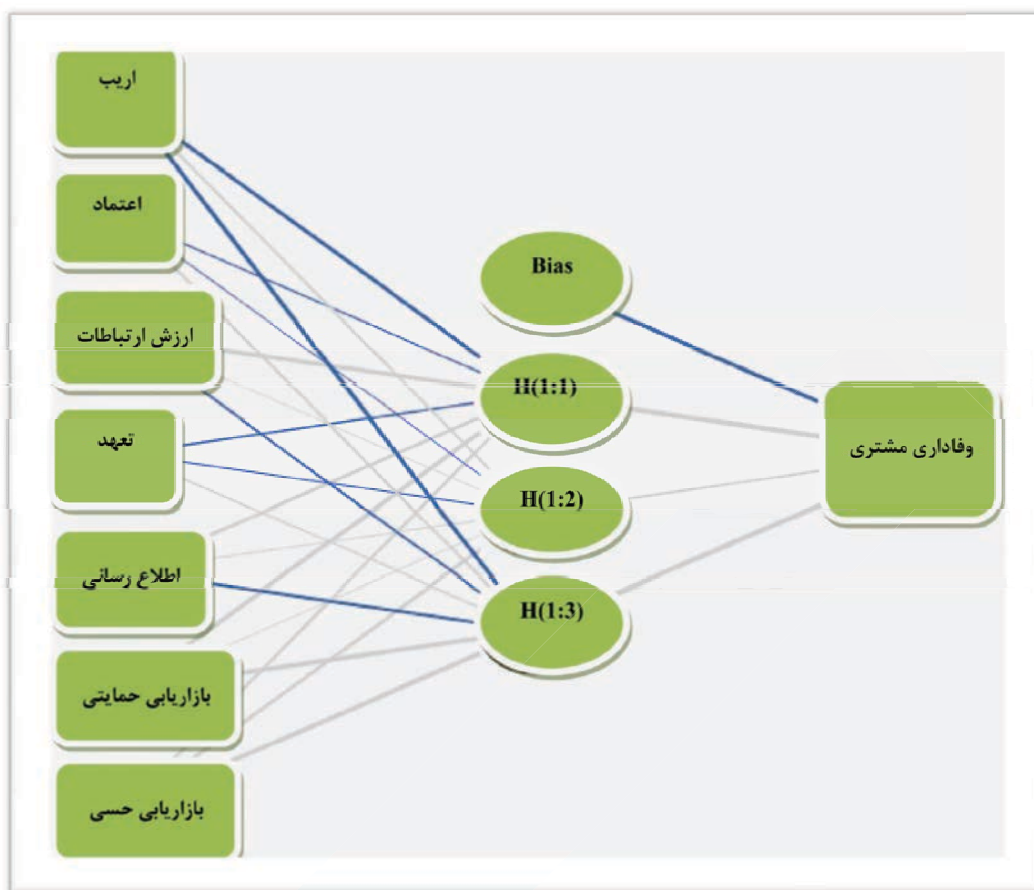 اریب
اعتماد
ارزش ارتباطات
تعهد
اطلاع رسانی
بازاریابی حمایتی
بازاریابی حسی
Bias
H(1:1)
H(1:2)
H(1:3)
وفاداری مشتری